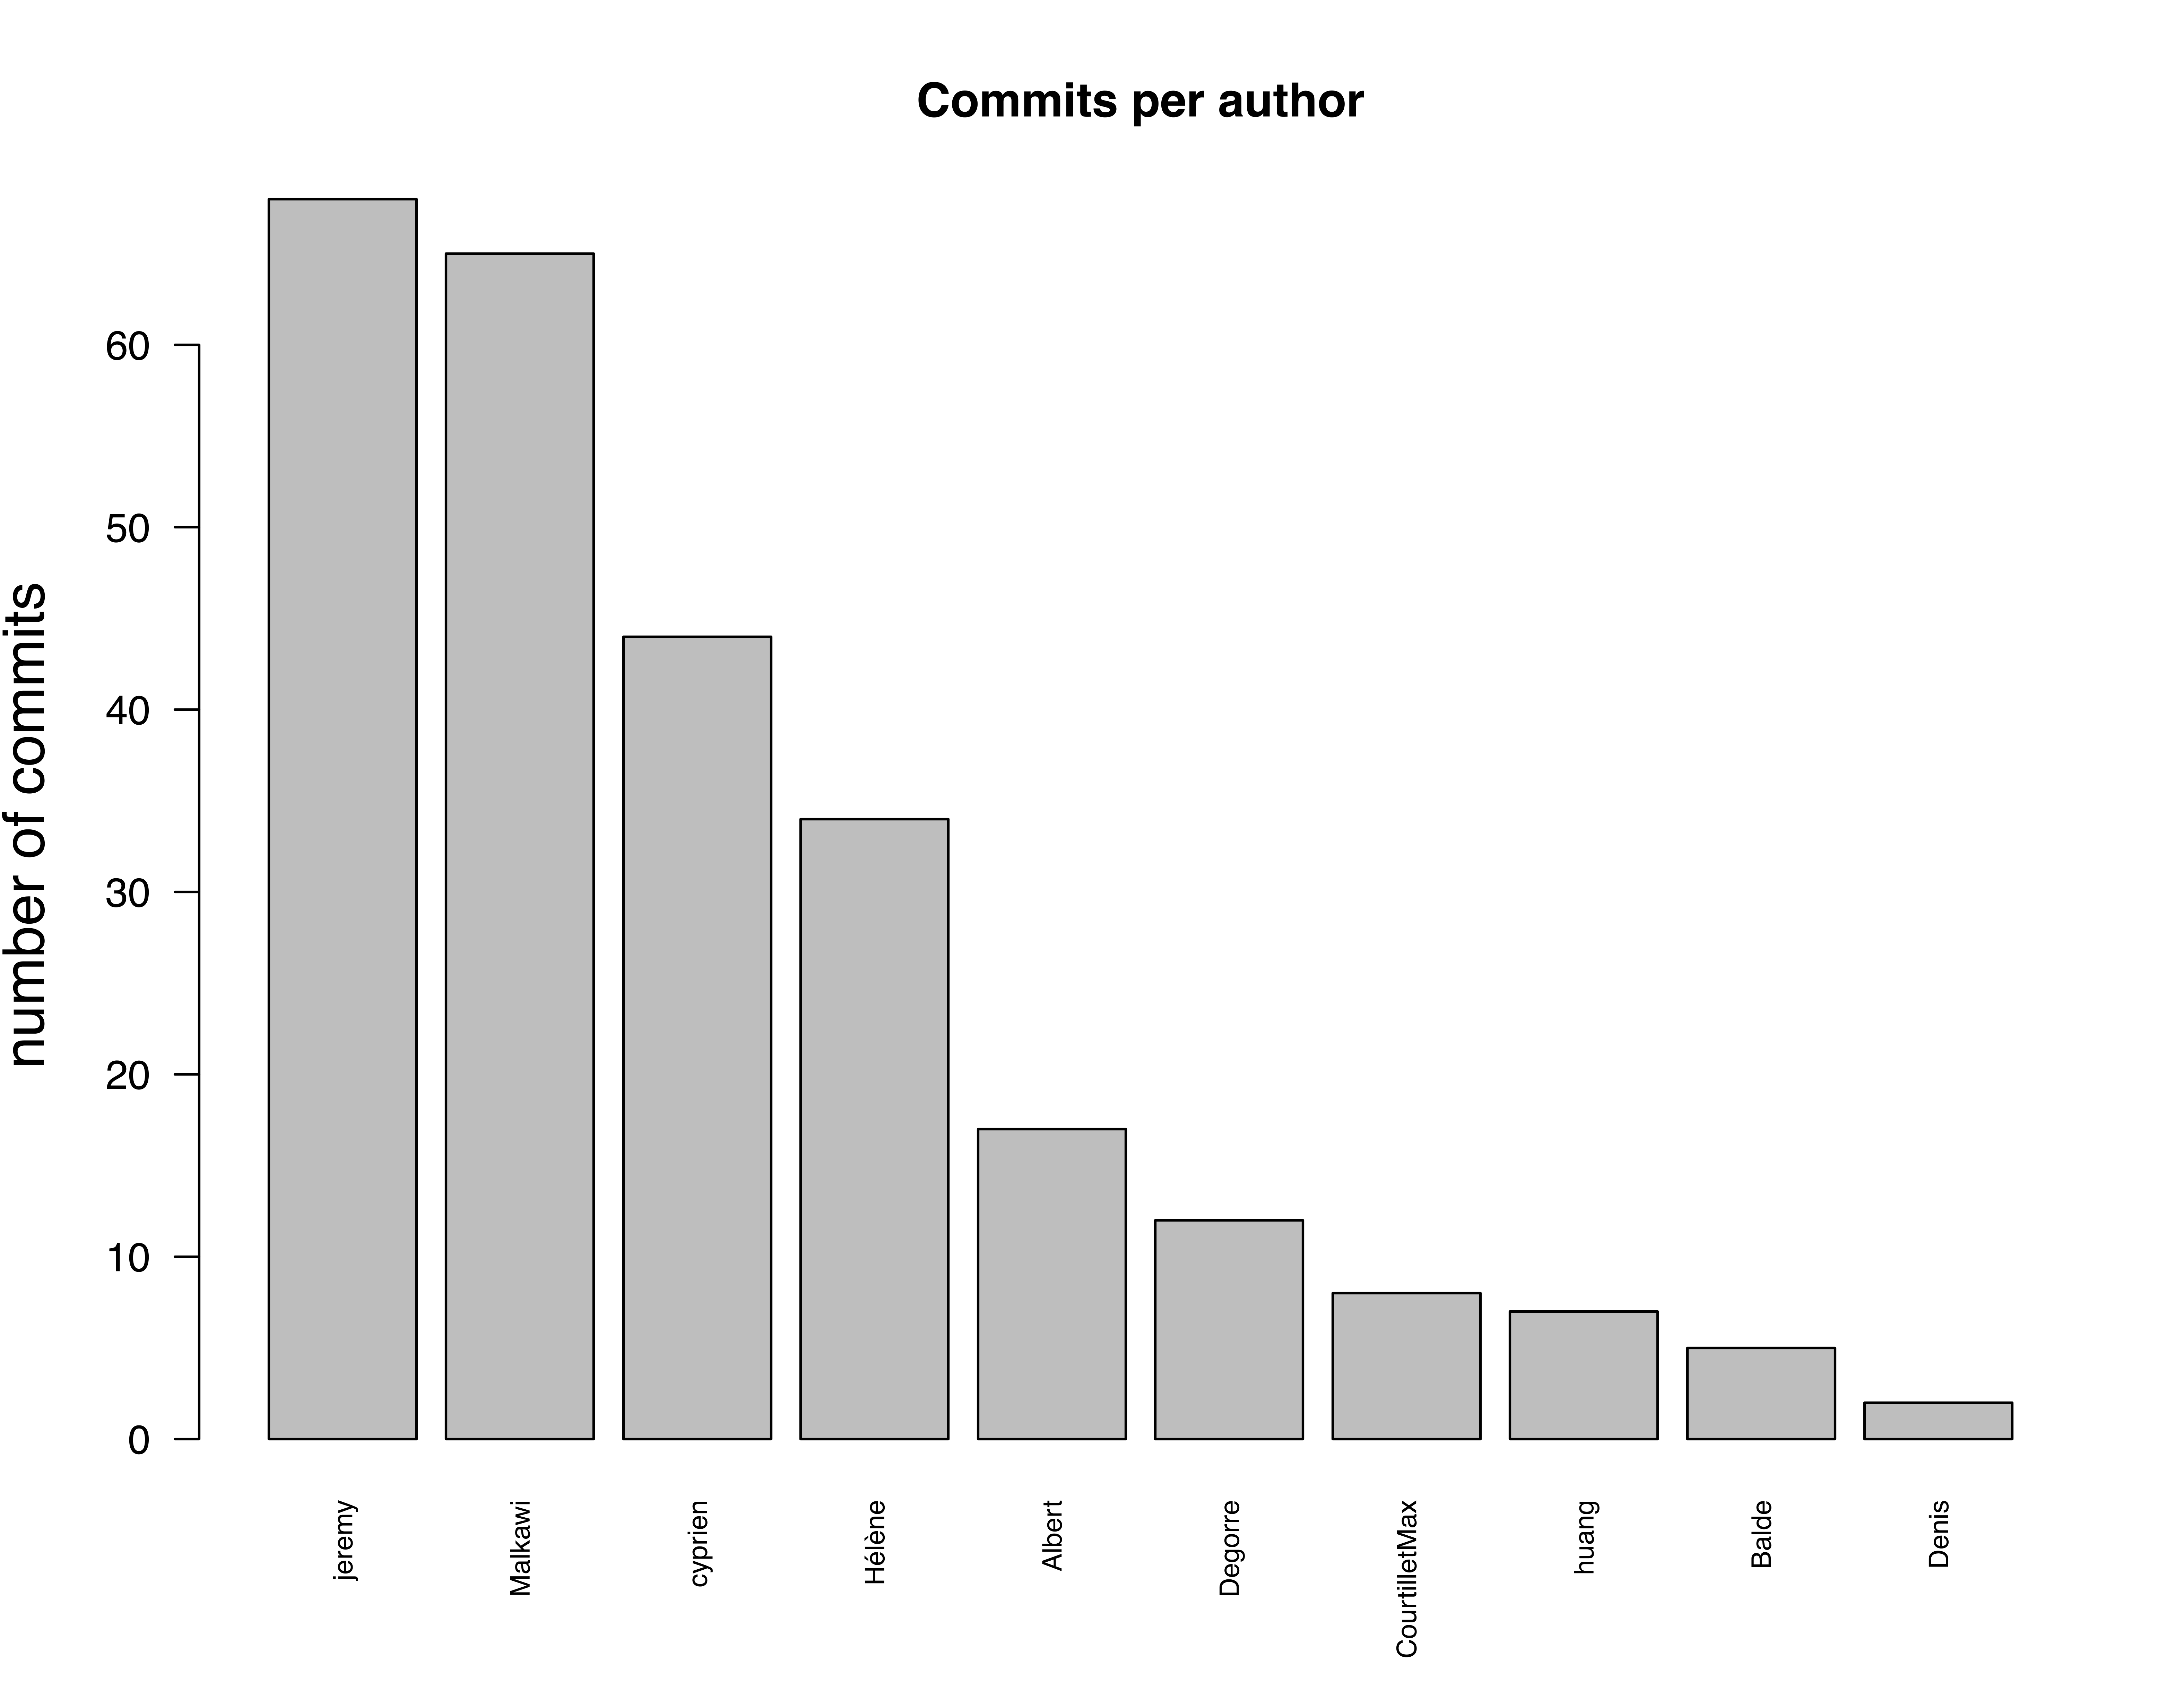 Commits per author
number of commits
60
50
40
30
20
10
0
jeremy
Malkawi
cyprien
Hélène
Albert
Degorre
CourtilletMax
huang
Balde
Denis